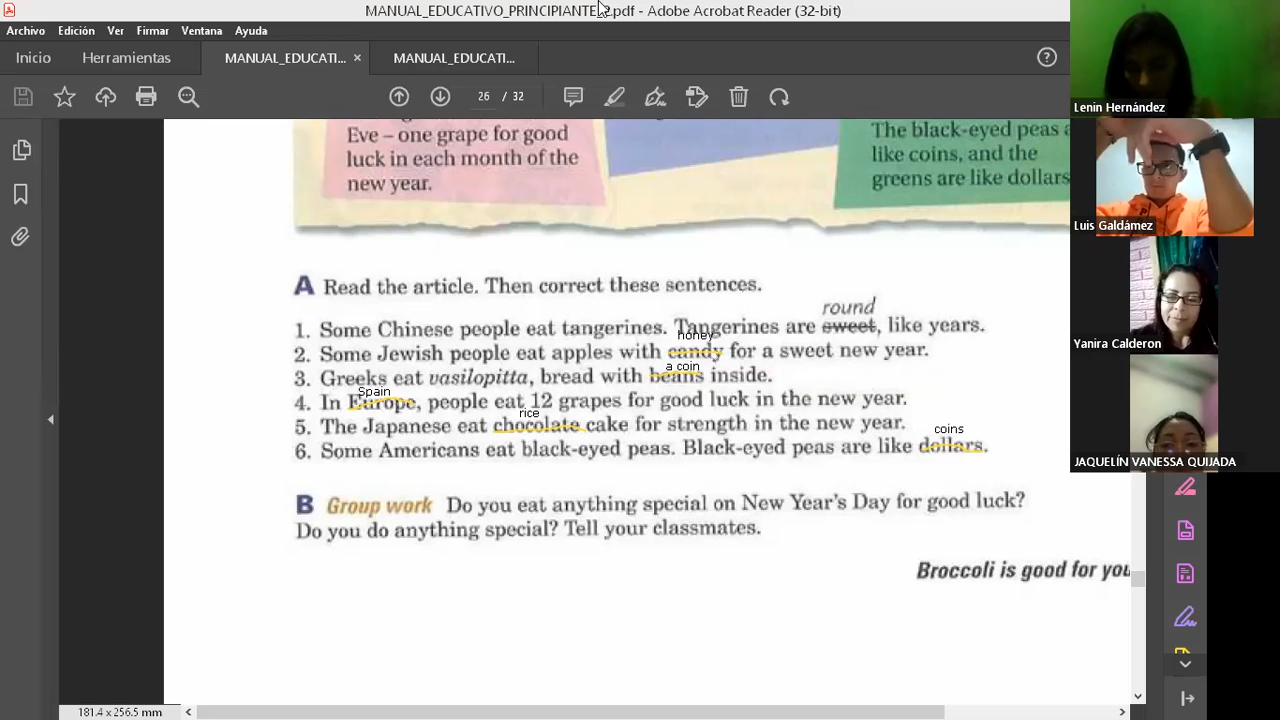 MANUAL_EDUCATIVO_PRINCIPIANTE_2.pdf - Adobe Acrobat Reader (32-bit)
Archivo Edición Ver Firmar Ventana Ayuda
Inicio Herramientas MANUAL_EDUCATI... × MANUAL_EDUCATI...
26 / 32
Eve – one grape for good
luck in each month of the
new year.
The black-eyed peas a
like coins, and the
greens are like dollars
A Read the article. Then correct these sentences.
round
1. Some Chinese people eat tangerines. Tangerines are sweet, like years.
honey
2. Some Jewish people eat apples with candy for a sweet new year.
a coin
3. Greeks eat vasilopitta, bread with beans inside.
Spain
4. In Europe, people eat 12 grapes for good luck in the new year.
rice
5. The Japanese eat chocolate cake for strength in the new year.
coins
6. Some Americans eat black-eyed peas. Black-eyed peas are like dollars.
B Group work Do you eat anything special on New Year's Day for good luck?
Do you do anything special? Tell your classmates.
Broccoli is good for you
181.4 x 256.5 mm
Lenin Hernández
Luis Galdámez
Yanira Calderon
JAQUELÍN VANESSA QUIJADA